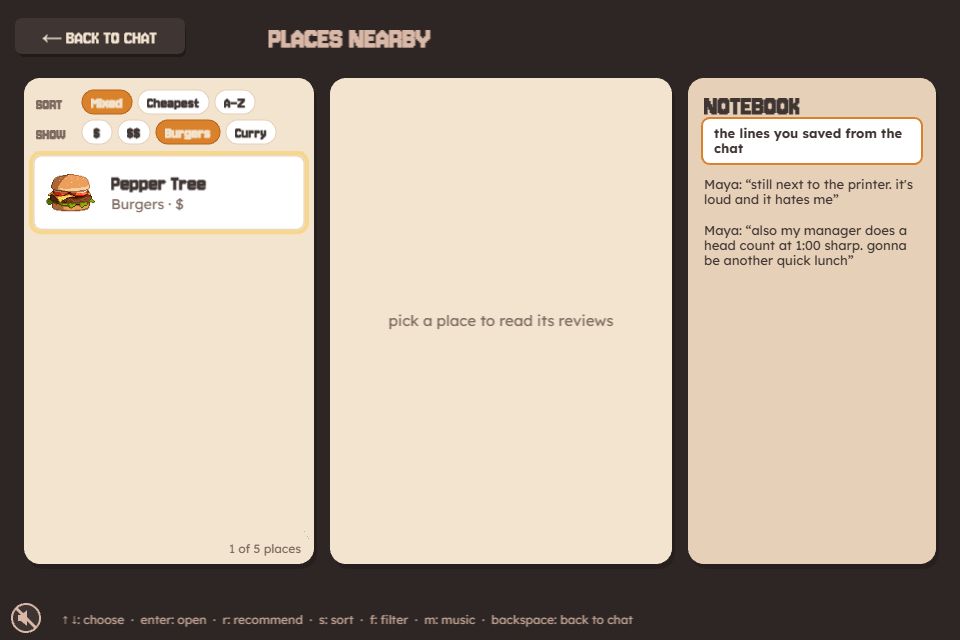 ← BACK TO CHAT
PLACES NEARBY
SORT Mixed Cheapest A-Z
SHOW $ $$ Burgers Curry
Pepper Tree
Burgers · $
1 of 5 places
pick a place to read its reviews
NOTEBOOK
the lines you saved from the
chat
Maya: “still next to the printer. it's
loud and it hates me”
Maya: “also my manager does a
head count at 1:00 sharp. gonna
be another quick lunch”
↑ ↓: choose · enter: open · r: recommend · s: sort · f: filter · m: music · backspace: back to chat